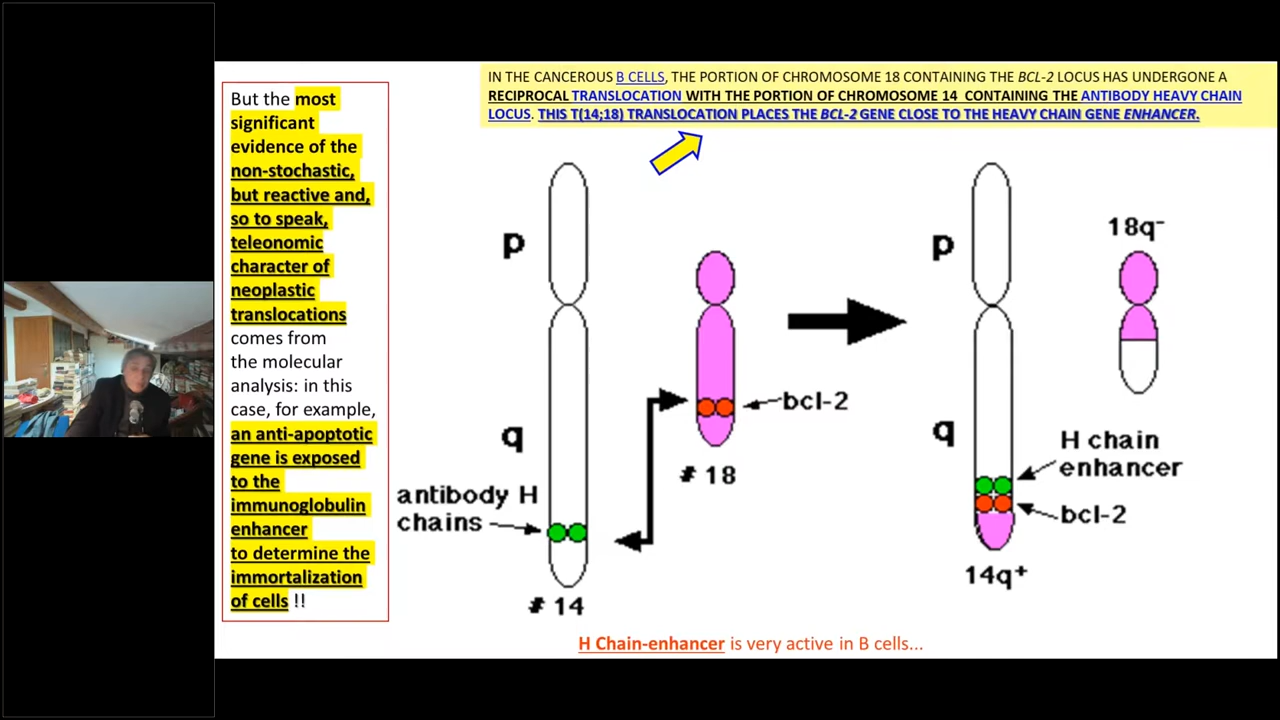 IN THE CANCEROUS B CELLS, THE PORTION OF CHROMOSOME 18 CONTAINING THE BCL-2 LOCUS HAS UNDERGONE A
RECIPROCAL TRANSLOCATION WITH THE PORTION OF CHROMOSOME 14 CONTAINING THE ANTIBODY HEAVY CHAIN
LOCUS. THIS T(14;18) TRANSLOCATION PLACES THE BCL-2 GENE CLOSE TO THE HEAVY CHAIN GENE ENHANCER.
But the most
significant
evidence of the
non-stochastic,
but reactive and,
so to speak,
teleonomic
character of
neoplastic
translocations
comes from
the molecular
analysis: in this
case, for example,
an anti-apoptotic
gene is exposed
to the
immunoglobulin
enhancer
to determine the
immortalization
of cells !!
p
q
antibody H
chains
# 14
bcl-2
# 18
p
q
18q-
H chain
enhancer
bcl-2
14q+
H Chain-enhancer is very active in B cells...